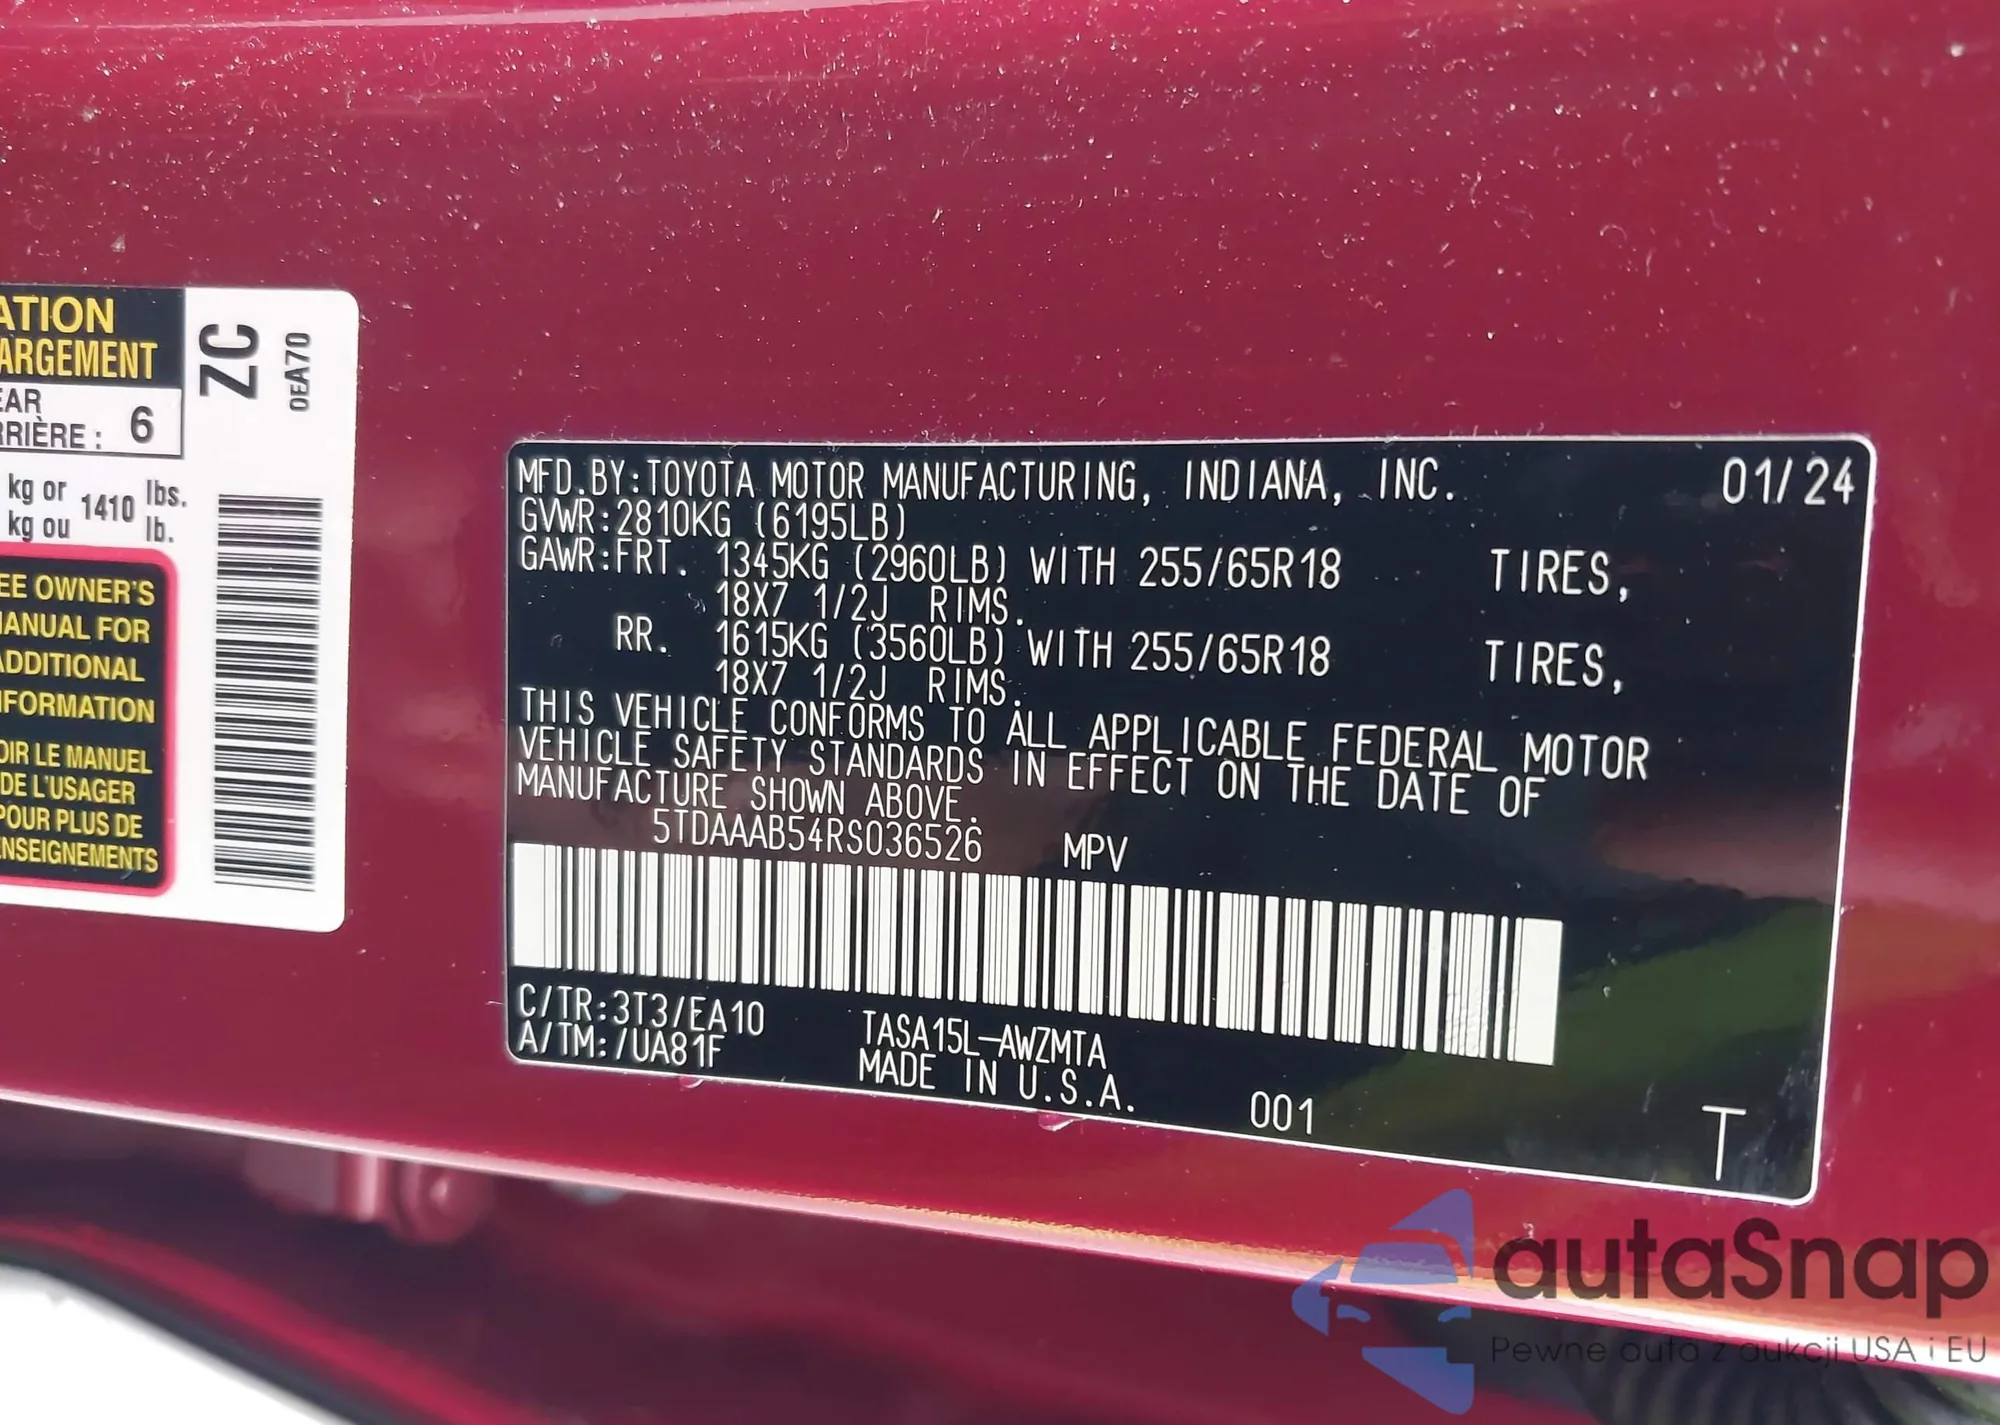 ATION
ARGEMENT
EAR
RRIÈRE : 6
kg or 1410 lbs.
kg ou lb.
EE OWNER'S
MANUAL FOR
ADDITIONAL
NFORMATION
OIR LE MANUEL
DE L'USAGER
POUR PLUS DE
ENSEIGNEMENTS
ZC
0EA70
MFD.BY:TOYOTA MOTOR MANUFACTURING, INDIANA, INC. 01/24
GVWR:2810KG (6195LB)
GAWR:FRT. 1345KG (2960LB) WITH 255/65R18 TIRES,
18X7 1/2J RIMS.
RR. 1615KG (3560LB) WITH 255/65R18 TIRES,
18X7 1/2J RIMS.
THIS VEHICLE CONFORMS TO ALL APPLICABLE FEDERAL MOTOR
VEHICLE SAFETY STANDARDS IN EFFECT ON THE DATE OF
MANUFACTURE SHOWN ABOVE.
5TDAAAB54RS036526 MPV
C/TR:3T3/EA10 TASA15L-AWZMTA
A/TM:/UA81F MADE IN U.S.A.
001 T
autaSnap
Pewne auta z aukcji USA i EU